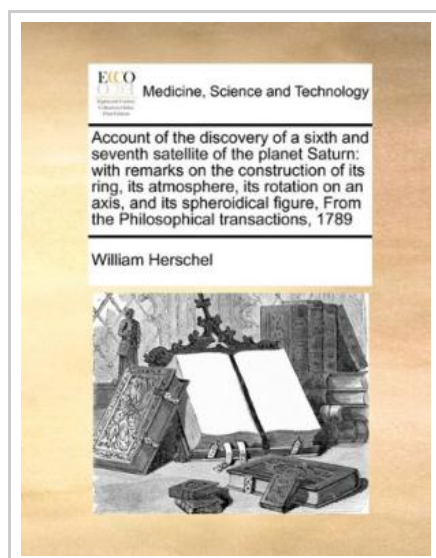 ECCO
Medicine, Science and Technology
Account of the discovery of a sixth and
seventh satellite of the planet Saturn:
with remarks on the construction of its
ring, its atmosphere, its rotation on an
axis, and its spheroidical figure, From
the Philosophical transactions, 1789
William Herschel